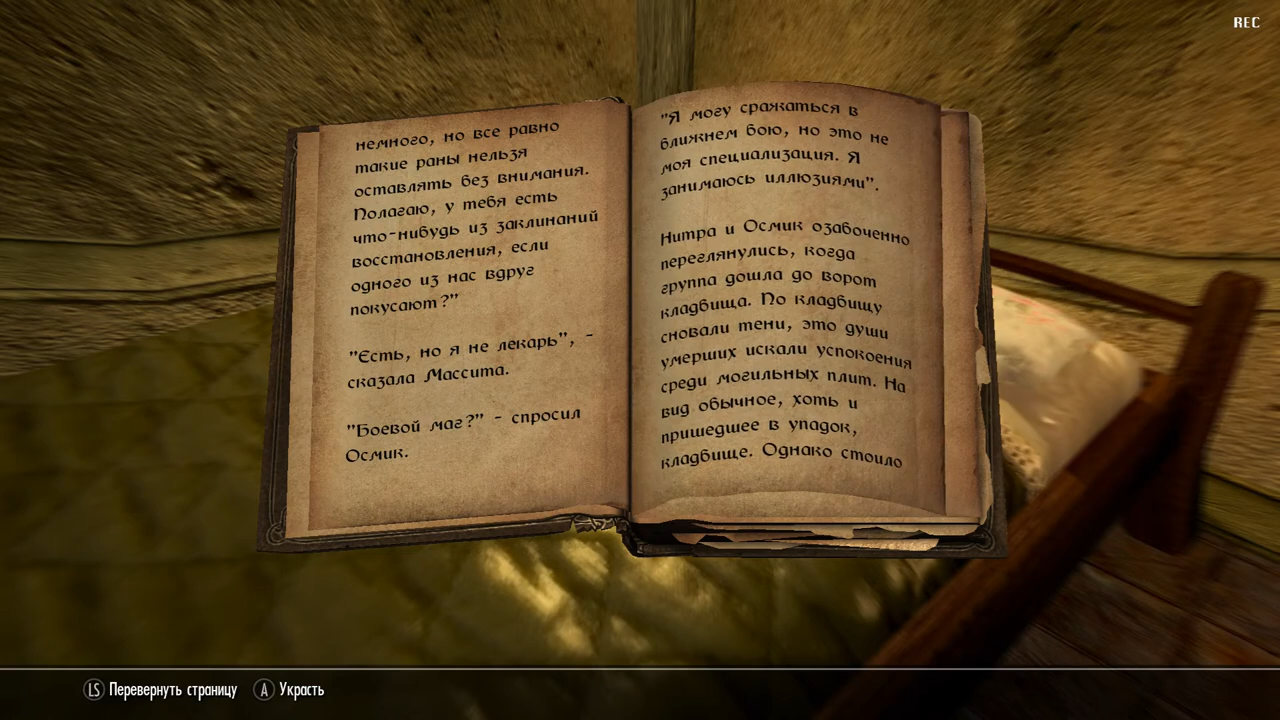 REC
немного, но все равно
такие раны нельзя
оставлять без внимания.
Полагаю, у тебя есть
что-нибудь из заклинаний
восстановления, если
одного из нас вдруг
покусают?"
"Есть, но я не лекарь", -
сказала Массита.
"Боевой маг?" - спросил
Осмик.
"Я могу сражаться в
ближнем бою, но это не
моя специализация. Я
занимаюсь иллюзиями".
Нитра и Осмик озабоченно
переглянулись, когда
группа дошла до ворот
кладбища. По кладбищу
сновали тени, это души
умерших искали успокоения
среди могильных плит. На
вид обычное, хоть и
пришедшее в упадок,
кладбище. Однако стоило
LS Перевернуть страницу A Украсть